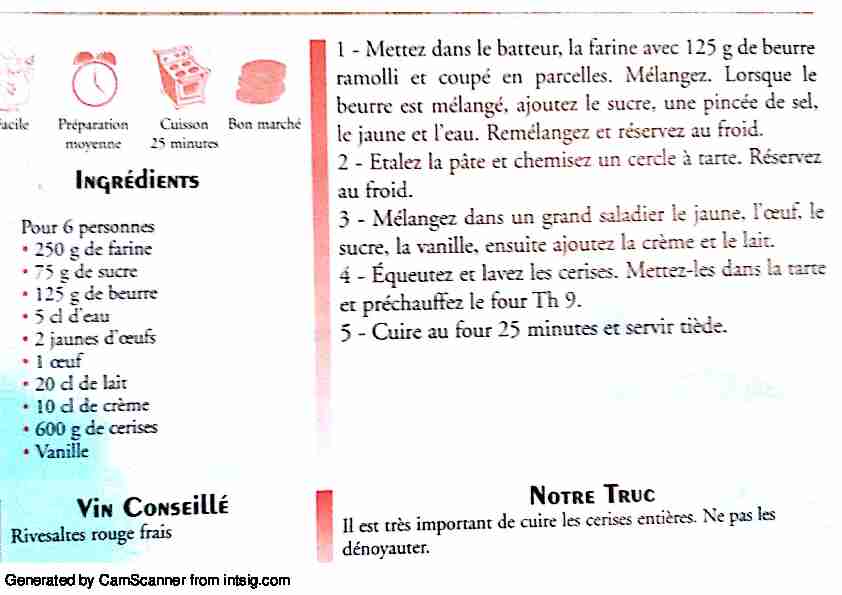 acile
Préparation
moyenne
Cuisson
25 minutes
Bon marché
Ingrédients
Pour 6 personnes
• 250 g de farine
• 75 g de sucre
• 125 g de beurre
• 5 cl d'eau
• 2 jaunes d'œufs
• 1 œuf
• 20 cl de lait
• 10 cl de crème
• 600 g de cerises
• Vanille
Vin Conseillé
Rivesaltes rouge frais
1 - Mettez dans le batteur, la farine avec 125 g de beurre
ramolli et coupé en parcelles. Mélangez. Lorsque le
beurre est mélangé, ajoutez le sucre, une pincée de sel,
le jaune et l'eau. Remélangez et réservez au froid.
2 - Etalez la pâte et chemisez un cercle à tarte. Réservez
au froid.
3 - Mélangez dans un grand saladier le jaune, l'œuf, le
sucre, la vanille, ensuite ajoutez la crème et le lait.
4 - Équeutez et lavez les cerises. Mettez-les dans la tarte
et préchauffez le four Th 9.
5 - Cuire au four 25 minutes et servir tiède.
Notre Truc
Il est très important de cuire les cerises entières. Ne pas les
dénoyauter.
Generated by CamScanner from intsig.com